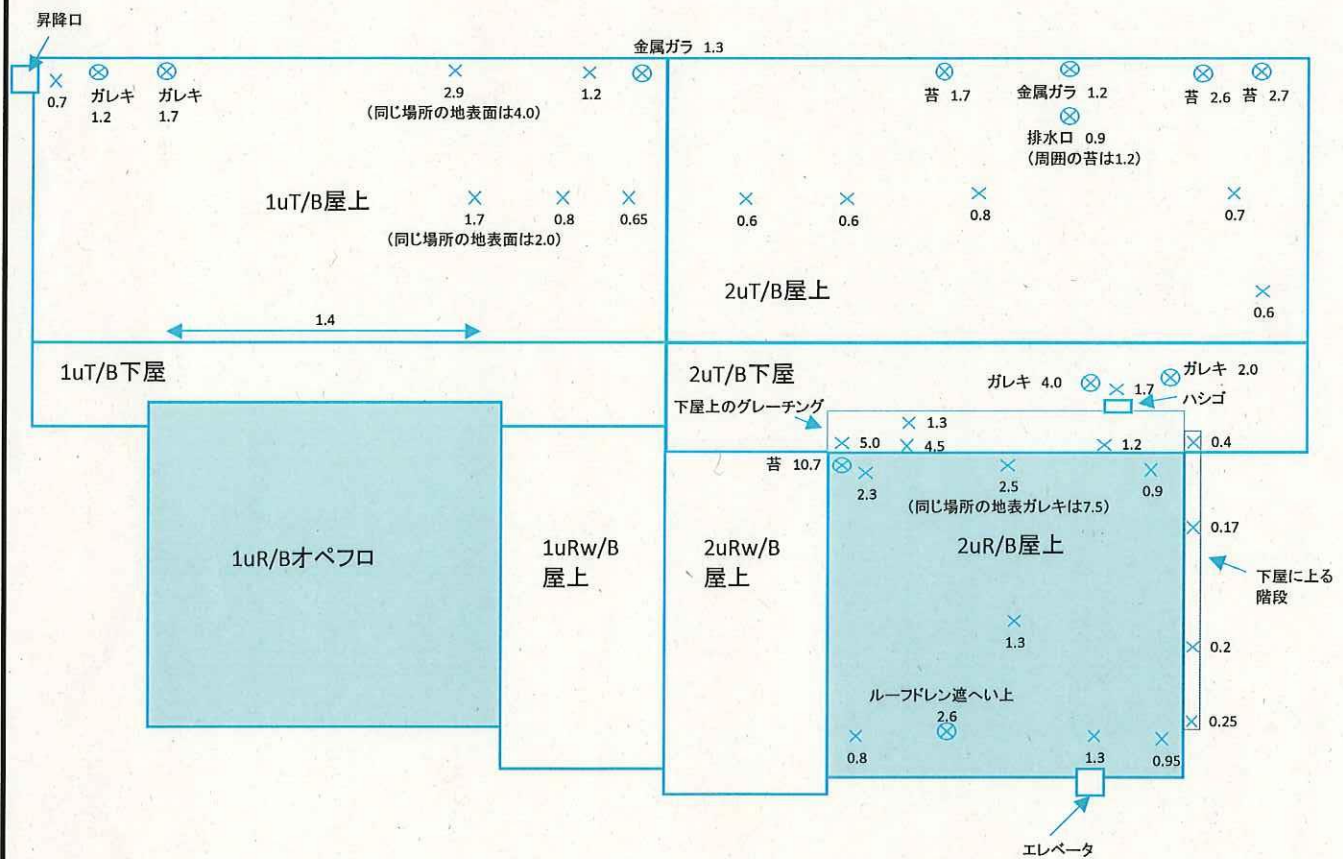 昇降口
金属ガラ 1.3
0.7
ガレキ
1.2
ガレキ
1.7
2.9
(同じ場所の地表面は4.0)
1.2
苔 1.7
金属ガラ 1.2
苔 2.6
苔 2.7
排水口 0.9
(周囲の苔は1.2)
1uT/B屋上
1.7
(同じ場所の地表面は2.0)
0.8
0.65
0.6
0.6
0.8
0.7
2uT/B屋上
0.6
1.4
1uT/B下屋
2uT/B下屋
ガレキ 4.0
1.7
ガレキ 2.0
ハシゴ
下屋上のグレーチング
1.3
5.0
4.5
1.2
0.4
苔 10.7
2.3
2.5
(同じ場所の地表ガレキは7.5)
0.9
0.17
1uR/Bオペフロ
1uRw/B
屋上
2uRw/B
屋上
2uR/B屋上
下屋に上る
階段
1.3
0.2
ルーフドレン遮へい上
2.6
0.25
0.8
1.3
0.95
エレベータ